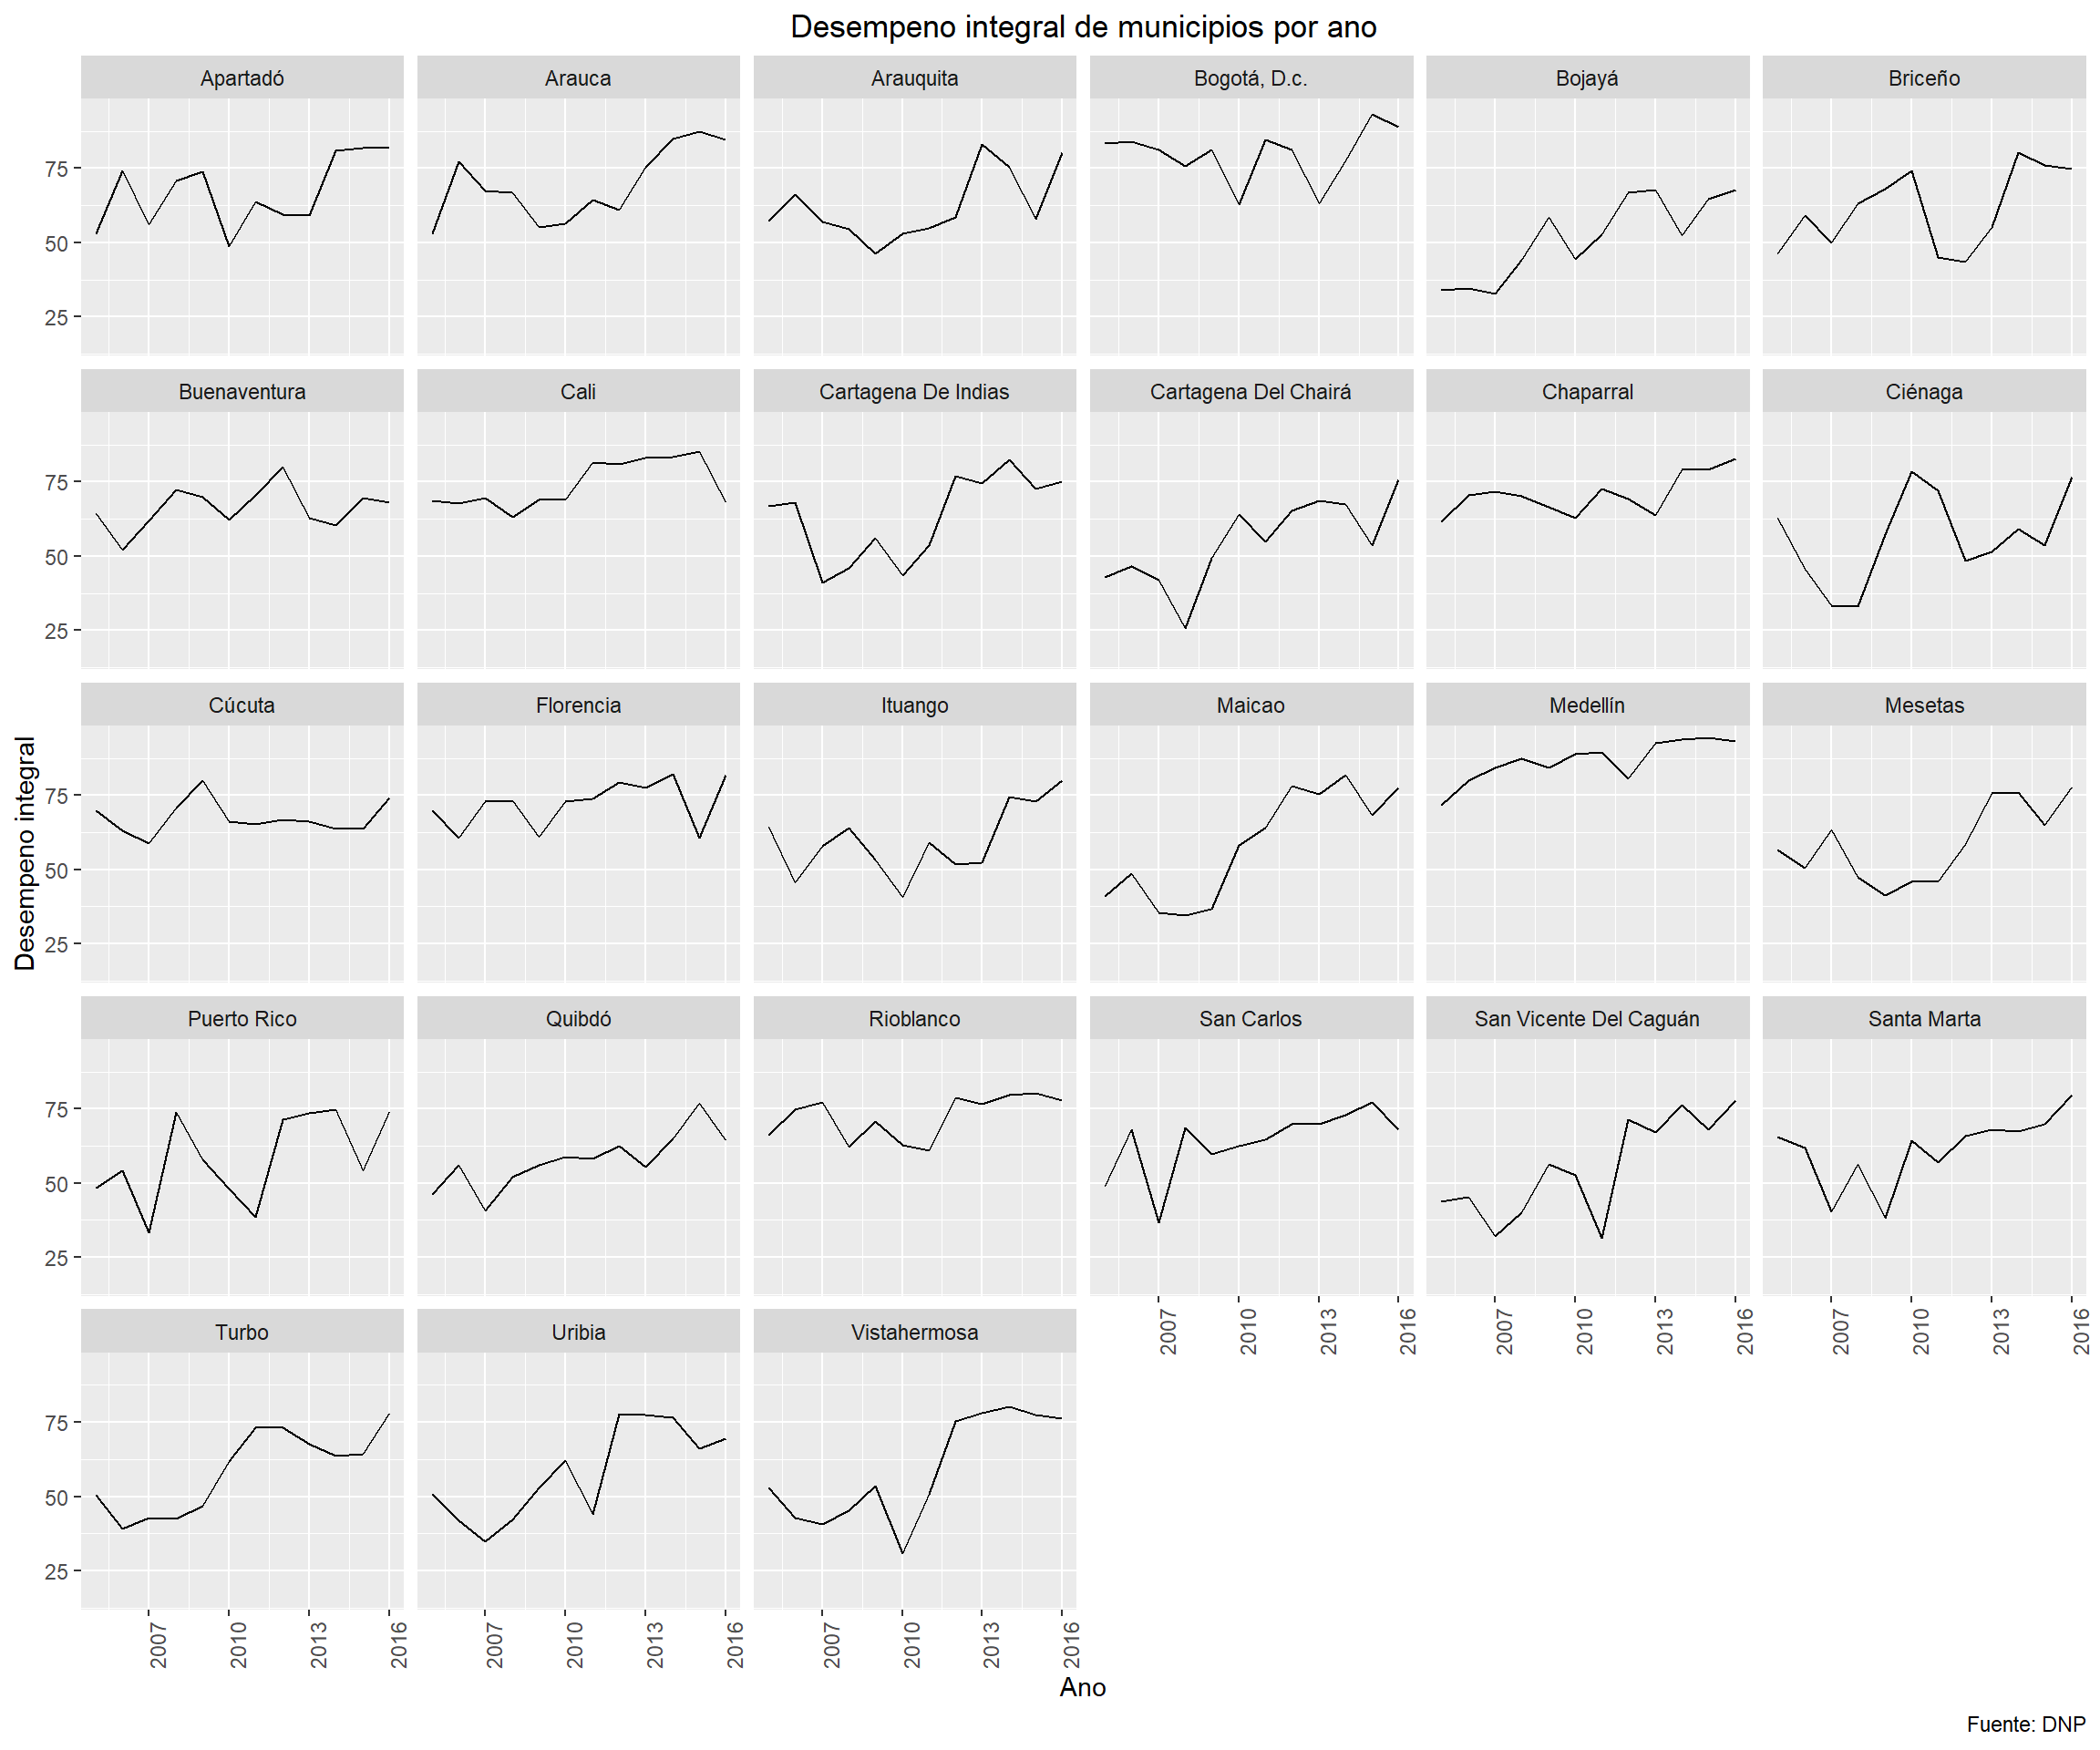 Desempeno integral de municipios por ano
Apartadó Arauca Arauquita Bogotá, D.c. Bojayá Briceño
75
50
25
Buenaventura Cali Cartagena De Indias Cartagena Del Chairá Chaparral Ciénaga
75
50
25
Cúcuta Florencia Ituango Maicao Medellín Mesetas
75
50
25
Desempeno integral
Puerto Rico Quibdó Rioblanco San Carlos San Vicente Del Caguán Santa Marta
75
50
25
2007 2010 2013 2016 2007 2010 2013 2016 2007 2010 2013 2016
Turbo Uribia Vistahermosa
75
50
25
2007 2010 2013 2016 2007 2010 2013 2016 2007 2010 2013 2016
Ano
Fuente: DNP